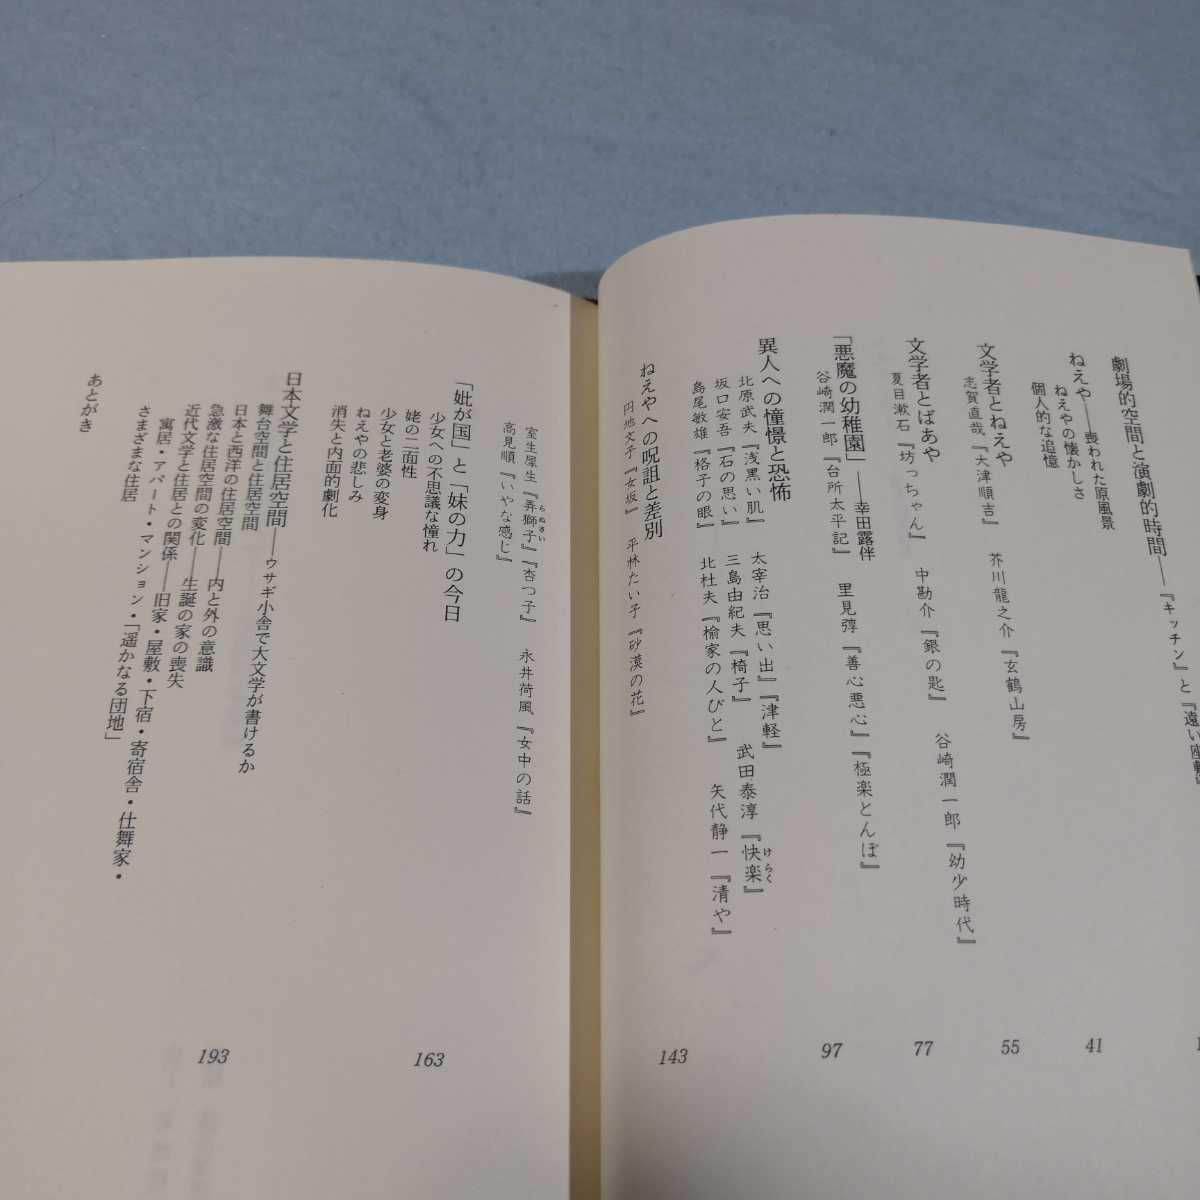 劇場的空間と演劇的時間――『キッチン』と『遠い座敷』
ねえや――喪われた原風景 41
ねえやの懐かしさ
個人的な追憶
文学者とねえや 55
志賀直哉『大津順吉』 芥川龍之介『玄鶴山房』
文学者とばあや 77
夏目漱石『坊っちゃん』 中勘介『銀の匙』 谷崎潤一郎『幼少時代』
「悪魔の幼稚園」――幸田露伴 97
谷崎潤一郎『台所太平記』 里見弴『善心悪心』『極楽とんぼ』
異人への憧憬と恐怖
北原武夫『浅黒い肌』 太宰治『思い出』『津軽』
坂口安吾『石の思い』 三島由紀夫『椅子』 武田泰淳『快楽』
けらく
島尾敏雄『格子の眼』 北杜夫『楡家の人びと』 矢代静一『清や』
ねえやへの呪詛と差別 143
円地文子『女坂』 平林たい子『砂漠の花』
室生犀生『弄獅子』『杏っ子』 永井荷風『女中の話』
らぬさい
高見順『いやな感じ』
「妣が国」と「妹の力」の今日 163
少女への不思議な憧れ
姥の二面性
少女と老婆の変身
ねえやの悲しみ
消失と内面的劇化
日本文学と住居空間――ウサギ小舎で大文学が書けるか 193
舞台空間と住居空間
日本と西洋の住居空間――内と外の意識
急激な住居空間の変化――生誕の家の喪失
近代文学と住居との関係――旧家・屋敷・下宿・寄宿舎・仕舞家・
寓居・アパート・マンション・「遥かなる団地」
さまざまな住居
あとがき